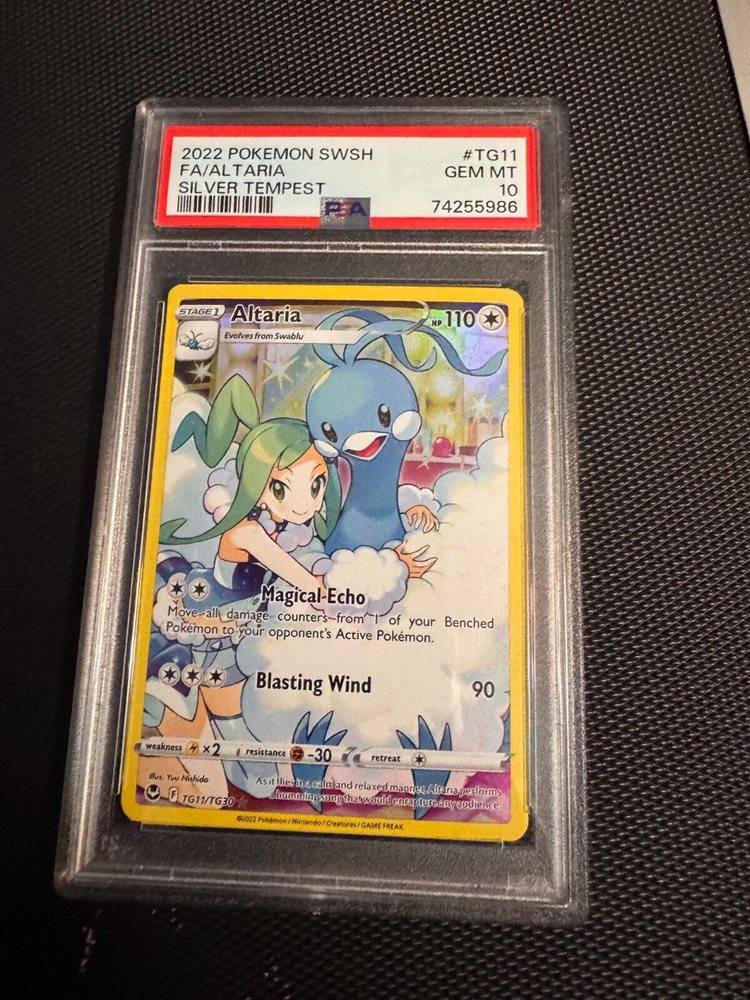 2022 POKEMON SWSH #TG11
FA/ALTARIA GEM MT
SILVER TEMPEST 10
74255986
PSA
STAGE 1 Altaria HP 110
Evolves from Swablu
Magical Echo
Move all damage counters from 1 of your Benched
Pokémon to your opponent's Active Pokémon.
Blasting Wind 90
weakness ×2 resistance -30 retreat
Illus. Yuu Nishida
As it flies in a calm and relaxed manner, Altaria performs
a humming song that would enrapture any audience.
F TG11/TG30
©2022 Pokémon / Nintendo / Creatures / GAME FREAK